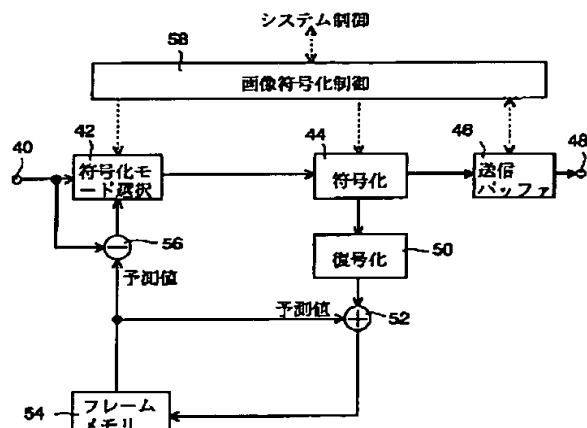 システム制御
58
画像符号化制御
40
42
符号化モ
ード選択
44
符号化
46
送信
バッファ
48
56
予測値
復号化
50
予測値
52
54
フレーム
メモリ